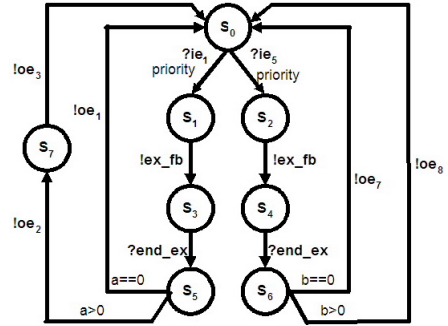 S₀
?ie₁
?ie₅
priority
priority
!oe₃
!oe₁
S₁
S₂
!ex_fb
!ex_fb
S₇
!oe₇
!oe₈
S₃
S₄
!oe₂
?end_ex
?end_ex
a==0
b==0
S₅
S₆
a>0
b>0